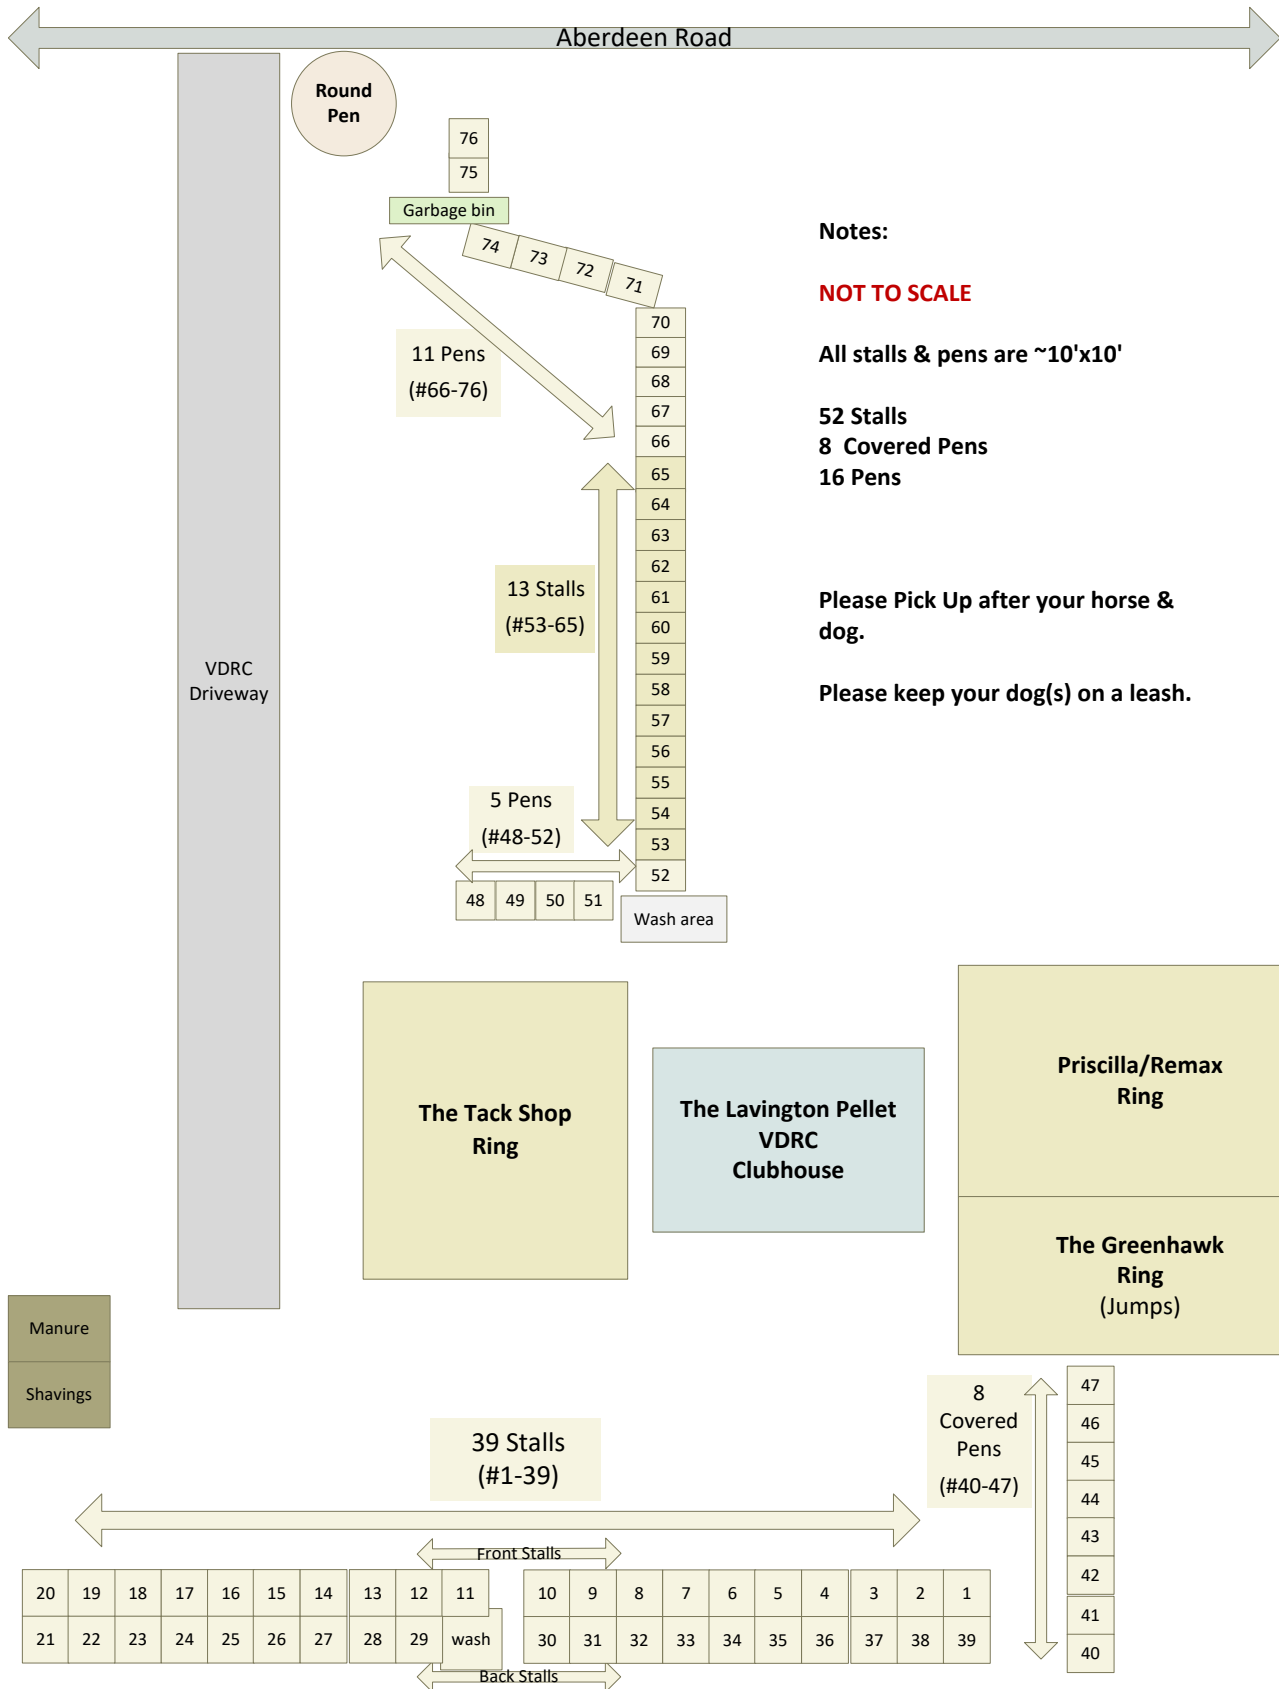 Aberdeen Road
Round
Pen
76
75
Garbage bin
74 73 72 71
Notes:
NOT TO SCALE
All stalls & pens are ~10'x10'
52 Stalls
8 Covered Pens
16 Pens
Please Pick Up after your horse &
dog.
Please keep your dog(s) on a leash.
11 Pens
(#66-76)
70
69
68
67
66
65
64
63
62
61
60
59
58
57
56
55
54
53
52
13 Stalls
(#53-65)
VDRC
Driveway
5 Pens
(#48-52)
48 49 50 51
Wash area
The Tack Shop
Ring
The Lavington Pellet
VDRC
Clubhouse
Priscilla/Remax
Ring
The Greenhawk
Ring
(Jumps)
Manure
Shavings
39 Stalls
(#1-39)
8
Covered
Pens
(#40-47)
47
46
45
44
43
42
41
40
Front Stalls
20 19 18 17 16 15 14 13 12 11 10 9 8 7 6 5 4 3 2 1
21 22 23 24 25 26 27 28 29 wash 30 31 32 33 34 35 36 37 38 39
Back Stalls